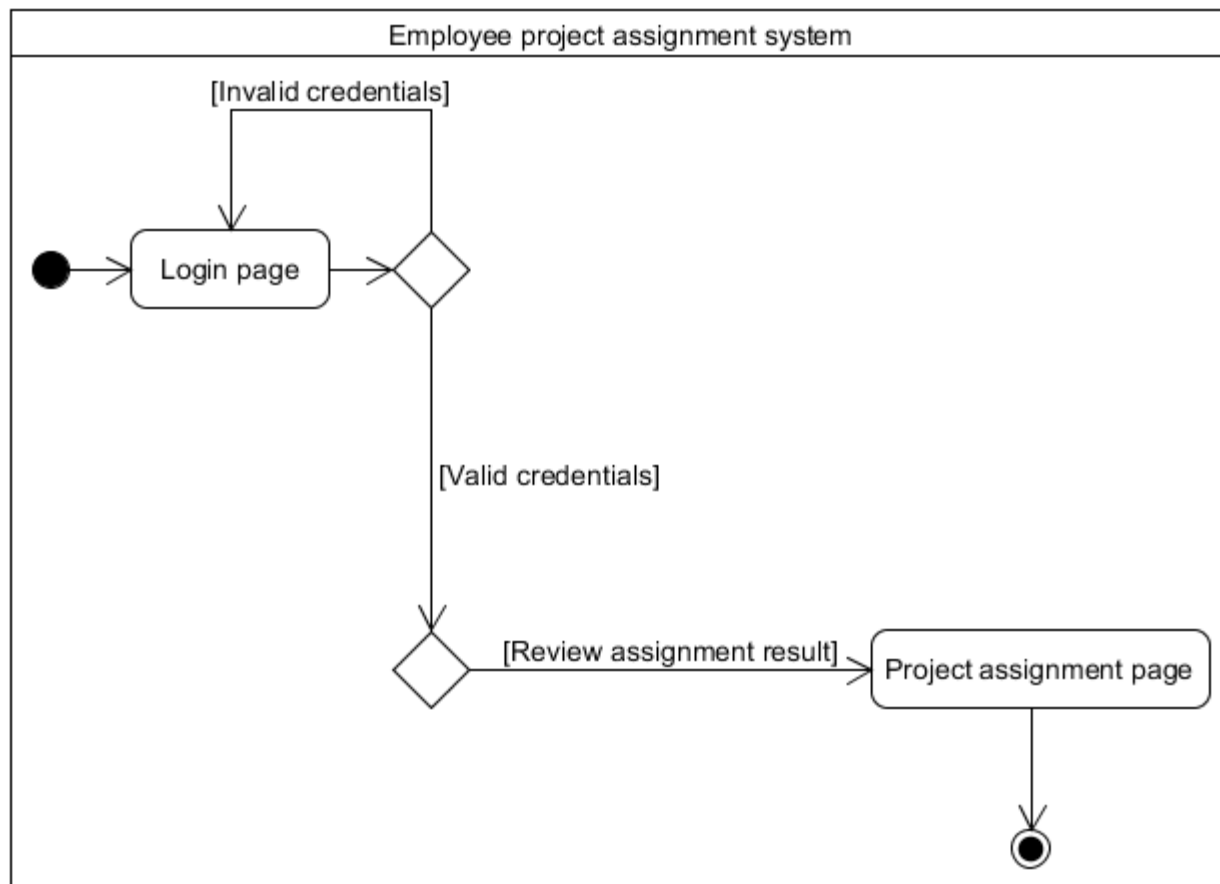 Employee project assignment system
[Invalid credentials]
Login page
[Valid credentials]
[Review assignment result]
Project assignment page